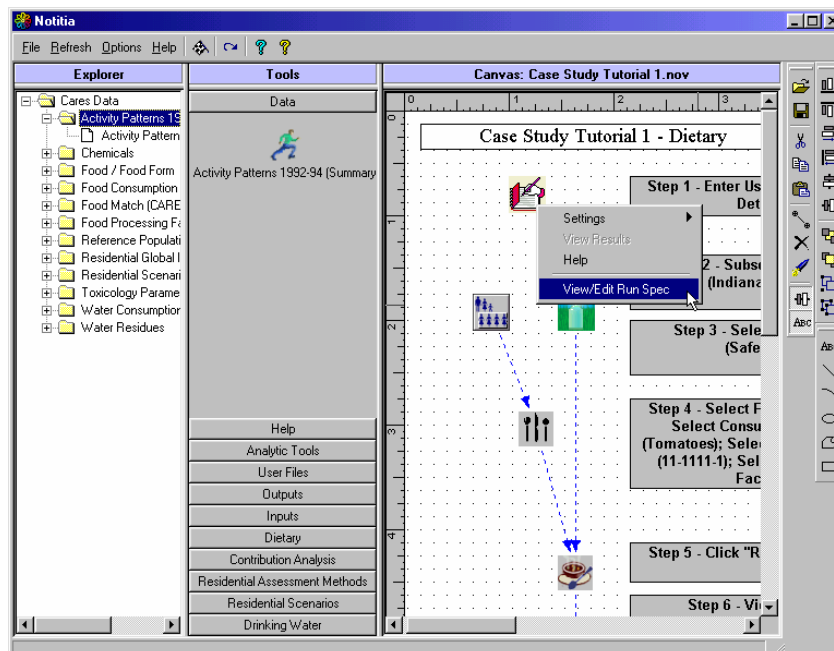 Notitia
File Refresh Options Help
Explorer
Tools
Canvas: Case Study Tutorial 1.nov
Cares Data
Activity Patterns 19
Activity Pattern
Chemicals
Food / Food Form
Food Consumption
Food Match (CARE
Food Processing Fa
Reference Populati
Residential Global I
Residential Scenari
Toxicology Parame
Water Consumption
Water Residues
Data
Activity Patterns 1992-94 (Summary
Help
Analytic Tools
User Files
Outputs
Inputs
Dietary
Contribution Analysis
Residential Assessment Methods
Residential Scenarios
Drinking Water
0 1 2 3
0
1
2
3
4
Case Study Tutorial 1 - Dietary
Step 1 - Enter Us
Det
Settings
View Results
Help
View/Edit Run Spec
2 - Subs
(Indiana
Step 3 - Sele
(Safe
Step 4 - Select F
Select Consu
(Tomatoes); Sele
(11-1111-1); Sel
Fac
Step 5 - Click "R
Step 6 - Vi
ABC
AB